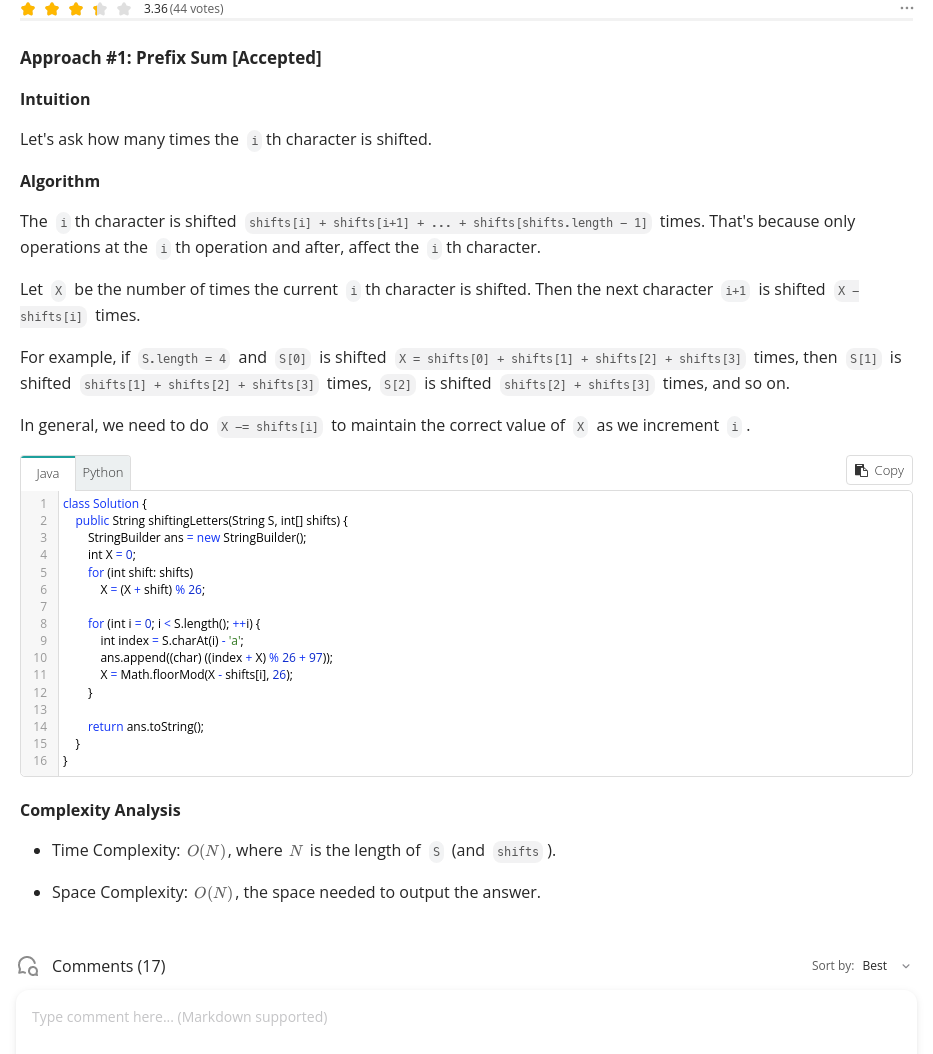 3.36 (44 votes)
Approach #1: Prefix Sum [Accepted]
Intuition
Let's ask how many times the i th character is shifted.
Algorithm
The i th character is shifted shifts[i] + shifts[i+1] + ... + shifts[shifts.length − 1] times. That's because only
operations at the i th operation and after, affect the i th character.
Let X be the number of times the current i th character is shifted. Then the next character i+1 is shifted X −
shifts[i] times.
For example, if S.length = 4 and S[0] is shifted X = shifts[0] + shifts[1] + shifts[2] + shifts[3] times, then S[1] is
shifted shifts[1] + shifts[2] + shifts[3] times, S[2] is shifted shifts[2] + shifts[3] times, and so on.
In general, we need to do X −= shifts[i] to maintain the correct value of X as we increment i .
Java Python Copy
1 class Solution {
2 public String shiftingLetters(String S, int[] shifts) {
3 StringBuilder ans = new StringBuilder();
4 int X = 0;
5 for (int shift: shifts)
6 X = (X + shift) % 26;
7
8 for (int i = 0; i < S.length(); ++i) {
9 int index = S.charAt(i) - 'a';
10 ans.append((char) ((index + X) % 26 + 97));
11 X = Math.floorMod(X - shifts[i], 26);
12 }
13
14 return ans.toString();
15 }
16 }
Complexity Analysis
• Time Complexity: O(N), where N is the length of S (and shifts ).
• Space Complexity: O(N), the space needed to output the answer.
Comments (17) Sort by: Best
Type comment here... (Markdown supported)